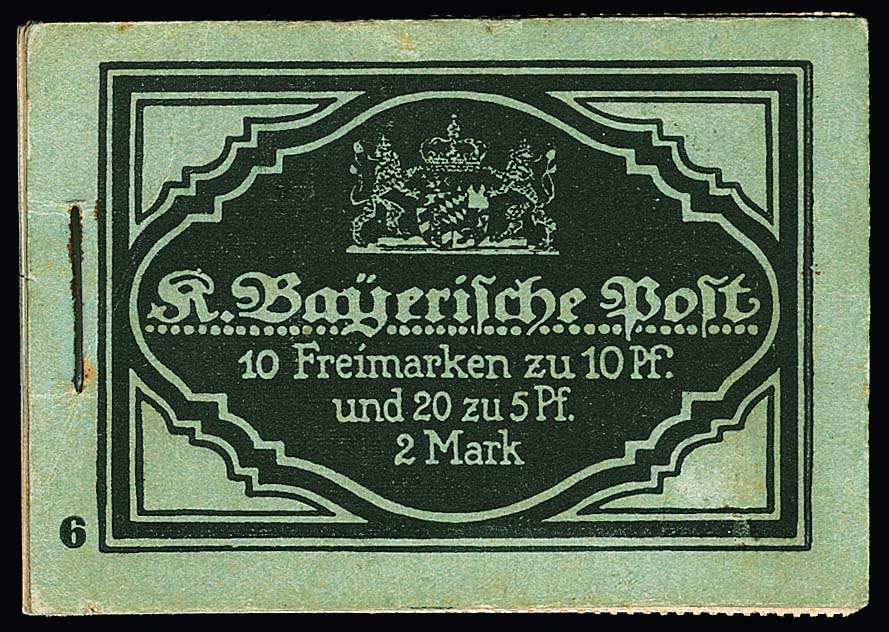 K. Bayerische Post
10 Freimarken zu 10 Pf.
und 20 zu 5 Pf.
2 Mark
6